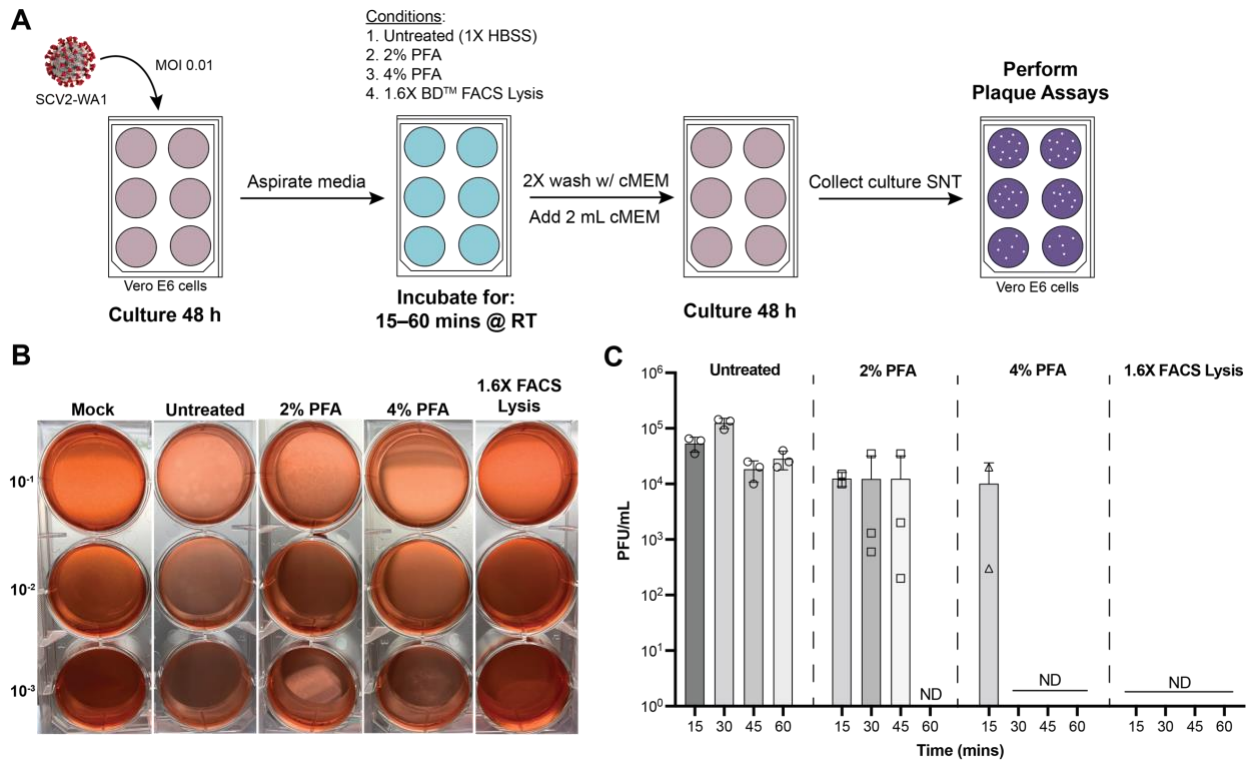 A
Conditions:
1. Untreated (1X HBSS)
2. 2% PFA
3. 4% PFA
4. 1.6X BD™ FACS Lysis
MOI 0.01
SCV2-WA1
Perform
Plaque Assays
Aspirate media
2X wash w/ cMEM
Add 2 mL cMEM
Collect culture SNT
Vero E6 cells
Culture 48 h
Incubate for:
15–60 mins @ RT
Culture 48 h
Vero E6 cells
B
Mock
Untreated
2% PFA
4% PFA
1.6X FACS
Lysis
10-1
10-2
10-3
C
Untreated
2% PFA
4% PFA
1.6X FACS Lysis
PFU/mL
10⁶
10⁵
10⁴
10³
10²
10¹
10⁰
ND
ND
ND
15 30 45 60 15 30 45 60 15 30 45 60 15 30 45 60
Time (mins)